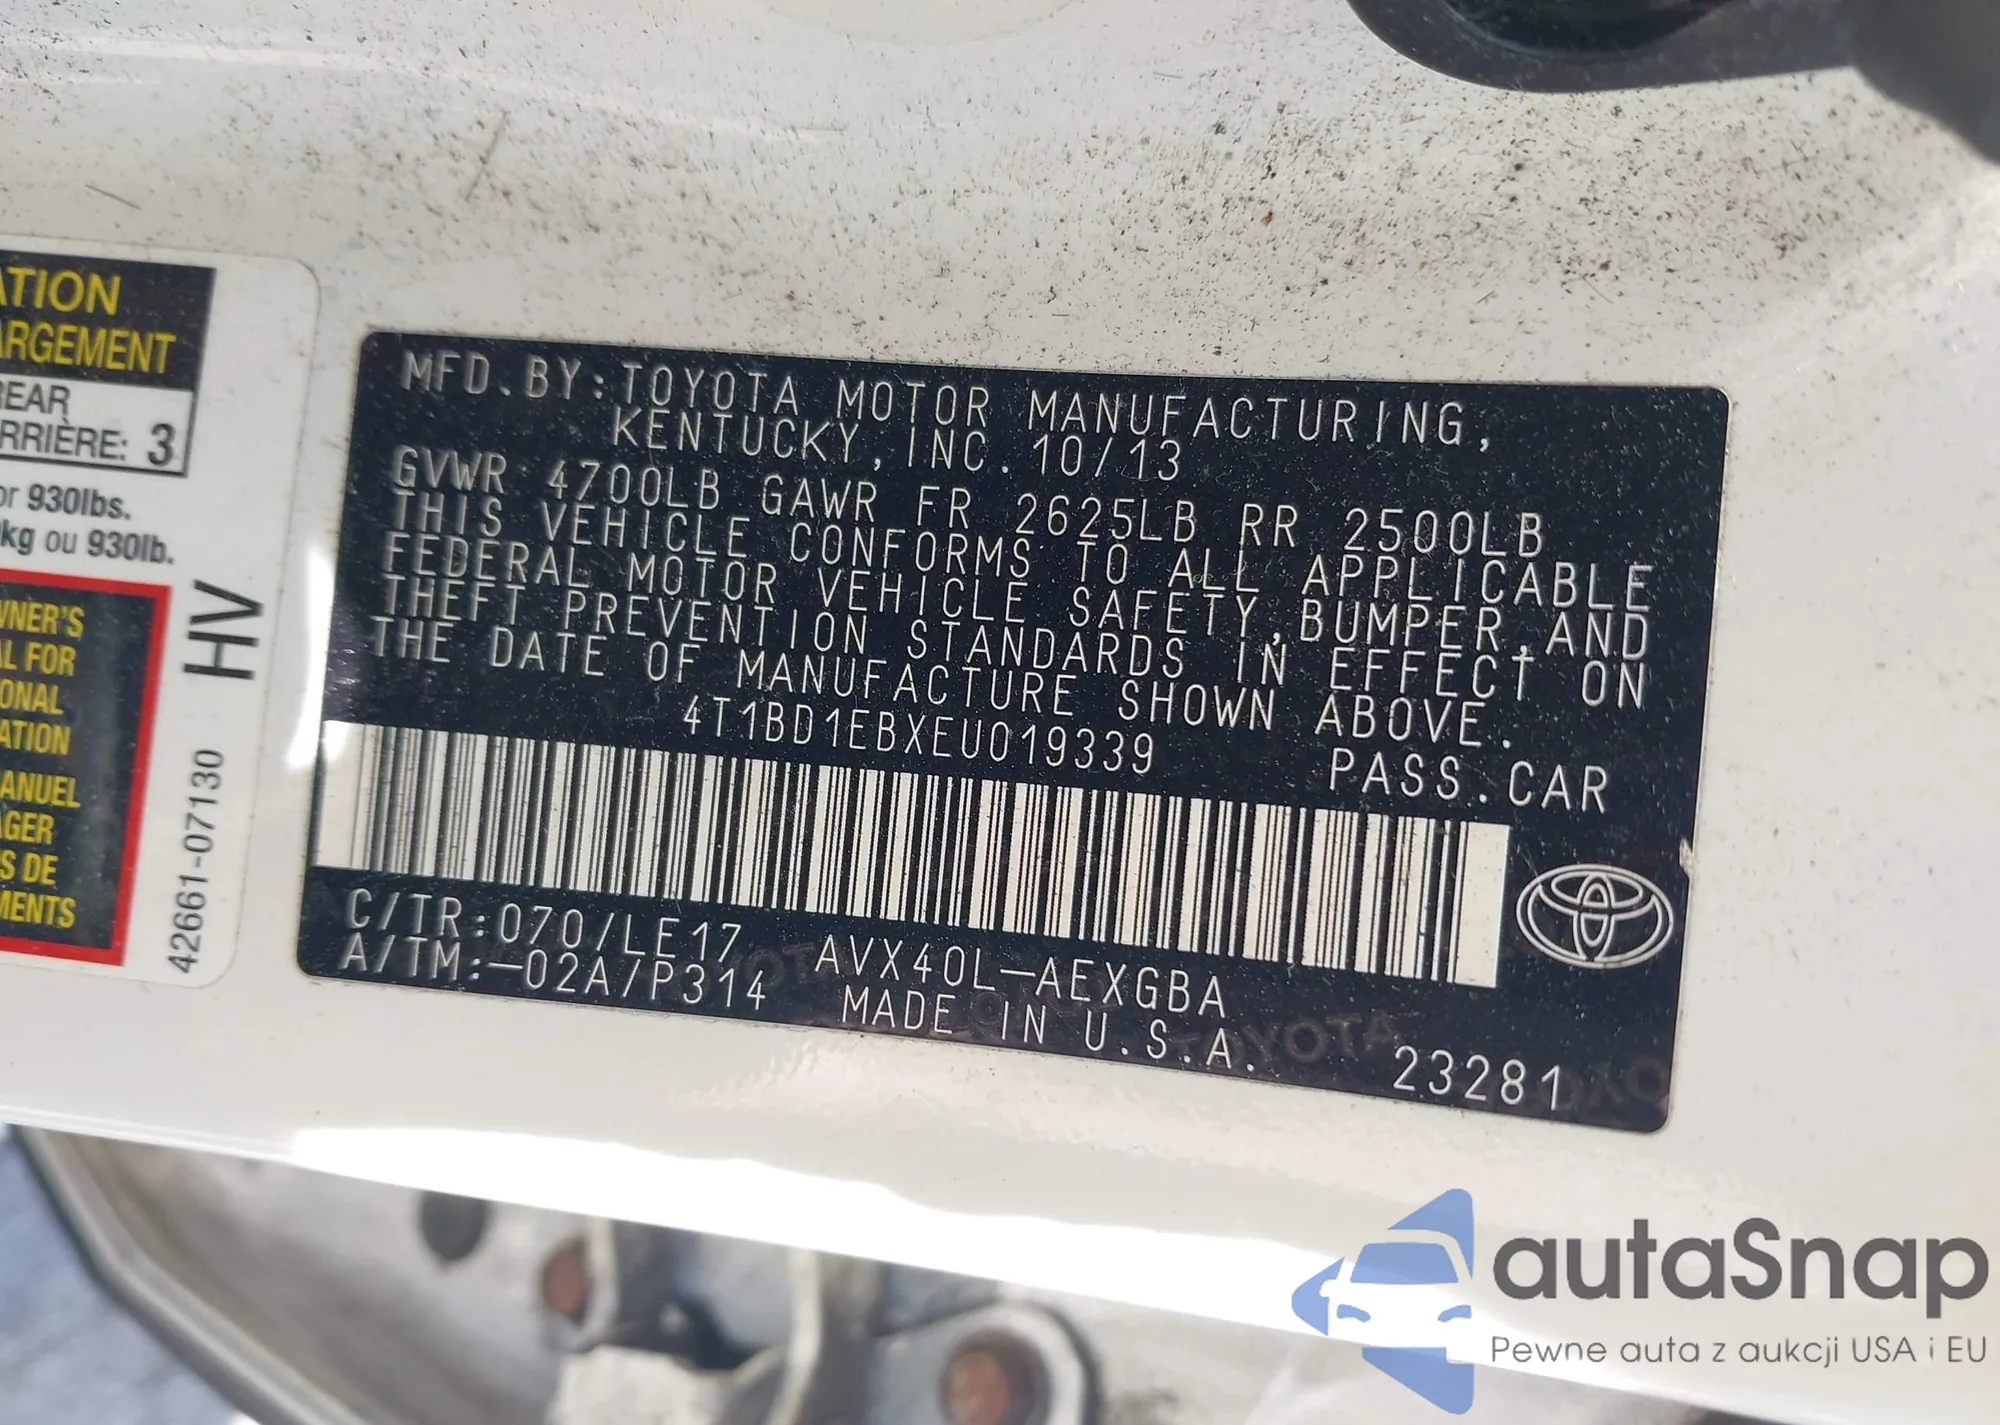 ATION
ARGEMENT
REAR
RRIÈRE: 3
or 930lbs.
kg ou 930lb.
WNER'S
AL FOR
ONAL
ATION
MANUEL
AGER
S DE
MENTS
HV
42661-07130
MFD.BY:TOYOTA MOTOR MANUFACTURING,
KENTUCKY,INC.10/13
GVWR 4700LB GAWR FR 2625LB RR 2500LB
THIS VEHICLE CONFORMS TO ALL APPLICABLE
FEDERAL MOTOR VEHICLE SAFETY,BUMPER,AND
THEFT PREVENTION STANDARDS IN EFFECT ON
THE DATE OF MANUFACTURE SHOWN ABOVE.
4T1BD1EBXEU019339
PASS.CAR
C/TR:070/LE17 AVX40L-AEXGBA
A/TM:-02A/P314 MADE IN U.S.A.
23281
TOYOTA
autaSnap
Pewne auta z aukcji USA i EU